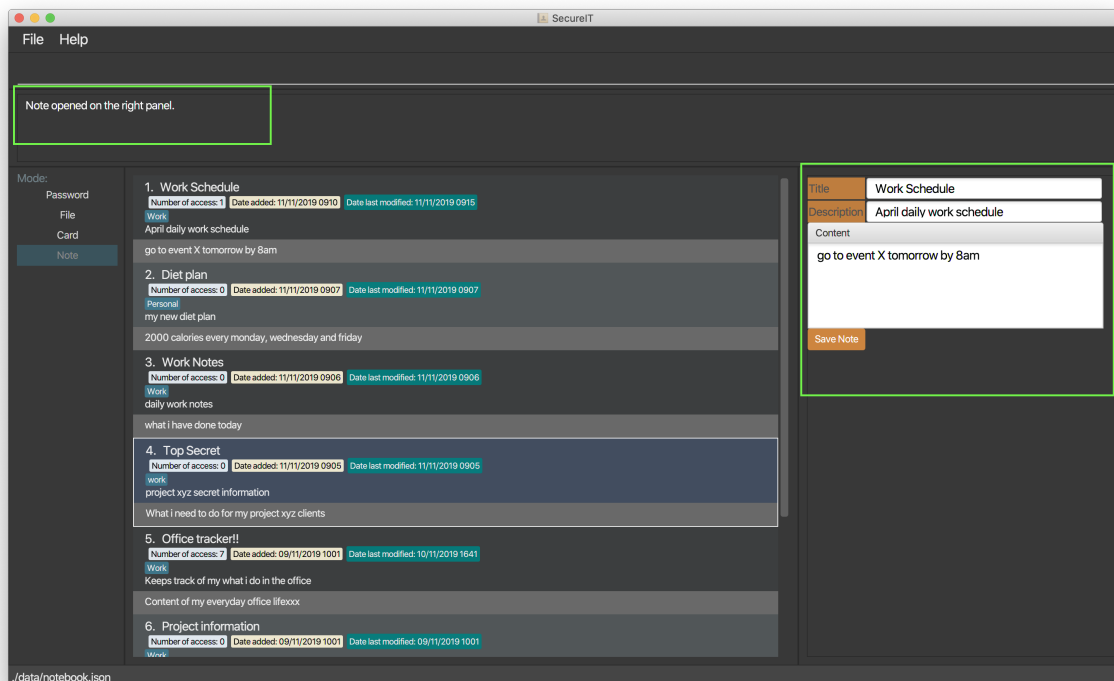 SecureIT
File Help
Note opened on the right panel.
Mode:
Password
File
Card
Note
1. Work Schedule
Number of access: 1 Date added: 11/11/2019 0910 Date last modified: 11/11/2019 0915
Work
April daily work schedule
go to event X tomorrow by 8am
2. Diet plan
Number of access: 0 Date added: 11/11/2019 0907 Date last modified: 11/11/2019 0907
Personal
my new diet plan
2000 calories every monday, wednesday and friday
3. Work Notes
Number of access: 0 Date added: 11/11/2019 0906 Date last modified: 11/11/2019 0906
Work
daily work notes
what i have done today
4. Top Secret
Number of access: 0 Date added: 11/11/2019 0905 Date last modified: 11/11/2019 0905
work
project xyz secret information
What i need to do for my project xyz clients
5. Office tracker!!
Number of access: 7 Date added: 09/11/2019 1001 Date last modified: 10/11/2019 1641
Work
Keeps track of my what i do in the office
Content of my everyday office lifexxx
6. Project information
Number of access: 0 Date added: 09/11/2019 1001 Date last modified: 09/11/2019 1001
Work
Title Work Schedule
Description April daily work schedule
Content
go to event X tomorrow by 8am
Save Note
./data/notebook.json